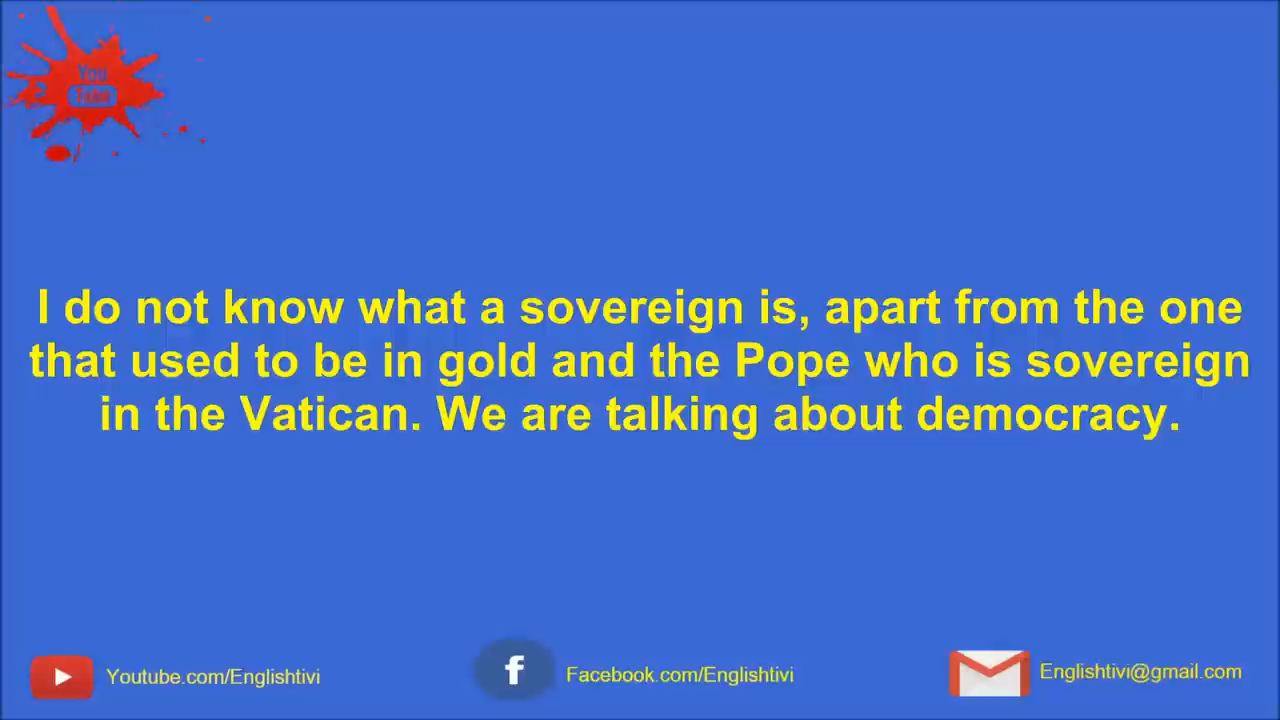 You
Tube
I do not know what a sovereign is, apart from the one
that used to be in gold and the Pope who is sovereign
in the Vatican. We are talking about democracy.
Youtube.com/Englishtivi
f
Facebook.com/Englishtivi
Englishtivi@gmail.com